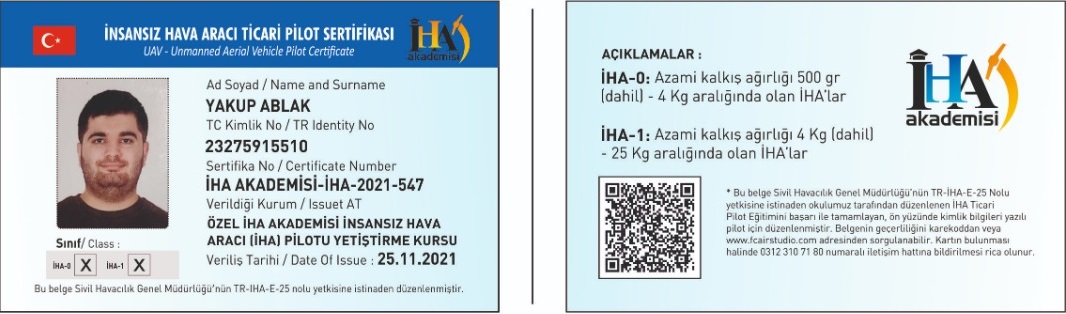 İNSANSIZ HAVA ARACI TİCARİ PİLOT SERTİFİKASI
UAV - Unmanned Aerial Vehicle Pilot Certificate
İHA
akademisi
Ad Soyad / Name and Surname
YAKUP ABLAK
TC Kimlik No / TR Identity No
23275915510
Sertifika No / Certificate Number
İHA AKADEMİSİ-İHA-2021-547
Verildiği Kurum / Issuet AT
ÖZEL İHA AKADEMİSİ İNSANSIZ HAVA
ARACI (İHA) PİLOTU YETİŞTİRME KURSU
Veriliş Tarihi / Date Of Issue : 25.11.2021
Sınıf/ Class :
İHA-0 X İHA-1 X
Bu belge Sivil Havacılık Genel Müdürlüğü'nün TR-IHA-E-25 nolu yetkisine istinaden düzenlenmiştir.
AÇIKLAMALAR :
İHA-0: Azami kalkış ağırlığı 500 gr
(dahil) - 4 Kg aralığında olan İHA'lar
İHA-1: Azami kalkış ağırlığı 4 Kg (dahil)
- 25 Kg aralığında olan İHA'lar
İHA
akademisi
* Bu belge Sivil Havacılık Genel Müdürlüğü'nün TR-İHA-E-25 Nolu
yetkisine istinaden okulumuz tarafından düzenlenen İHA Ticari
Pilot Eğitimini başarı ile tamamlayan, ön yüzünde kimlik bilgileri yazılı
pilot için düzenlenmiştir. Belgenin geçerliliğini karekoddan veya
www.fcairstudio.com adresinden sorgulanabilir. Kartın bulunması
halinde 0312 310 71 80 numaralı iletişim hattına bildirilmesi rica olunur.